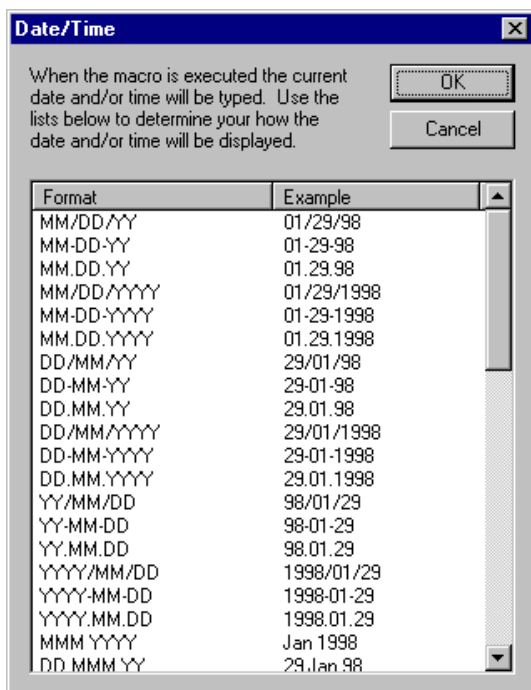 Date/Time
When the macro is executed the current
date and/or time will be typed. Use the
lists below to determine your how the
date and/or time will be displayed.
OK
Cancel
Format Example
MM/DD/YY 01/29/98
MM-DD-YY 01-29-98
MM.DD.YY 01.29.98
MM/DD/YYYY 01/29/1998
MM-DD-YYYY 01-29-1998
MM.DD.YYYY 01.29.1998
DD/MM/YY 29/01/98
DD-MM-YY 29-01-98
DD.MM.YY 29.01.98
DD/MM/YYYY 29/01/1998
DD-MM-YYYY 29-01-1998
DD.MM.YYYY 29.01.1998
YY/MM/DD 98/01/29
YY-MM-DD 98-01-29
YY.MM.DD 98.01.29
YYYY/MM/DD 1998/01/29
YYYY-MM-DD 1998-01-29
YYYY.MM.DD 1998.01.29
MMM YYYY Jan 1998
DD MMM YY 29 Jan 98